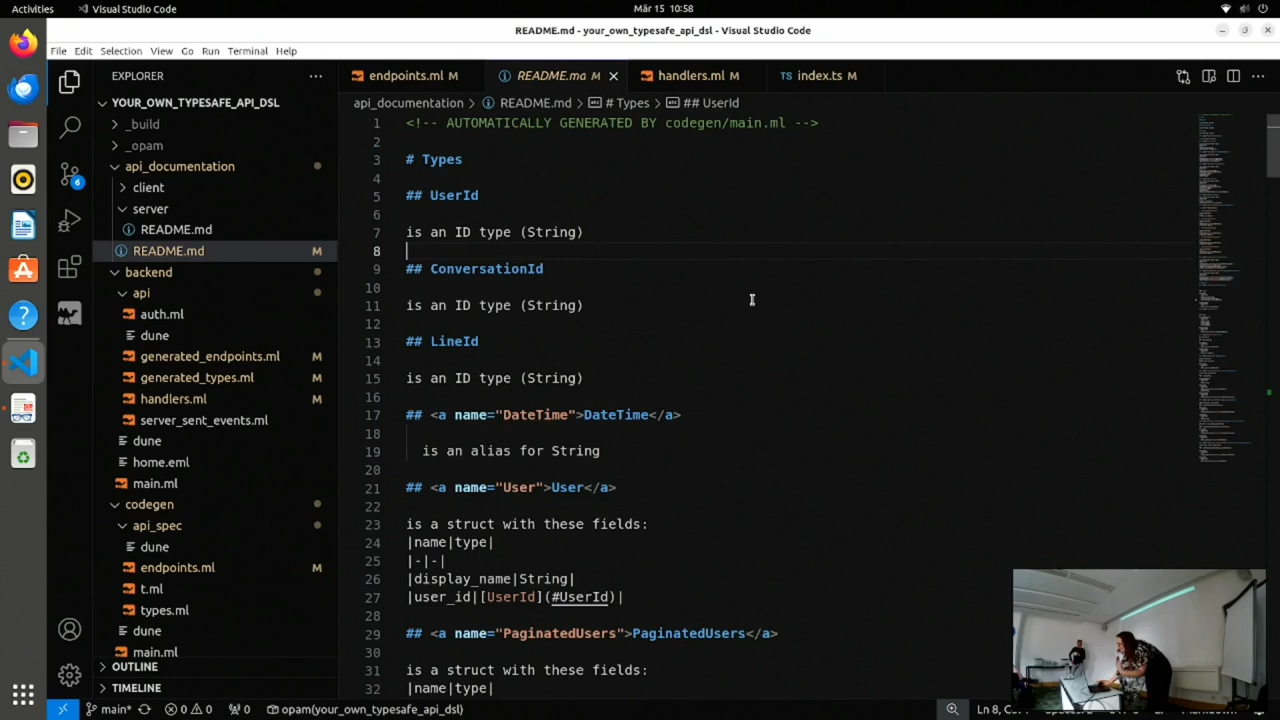 Activities
Visual Studio Code
Mär 15 10:58
README.md - your_own_typesafe_api_dsl - Visual Studio Code
File Edit Selection View Go Run Terminal Help
EXPLORER
endpoints.ml M
README.md M
handlers.ml M
TS index.ts M
YOUR_OWN_TYPESAFE_API_DSL
_build
_opam
api_documentation
client
server
README.md
README.md M
backend
api
auth.ml
dune
generated_endpoints.ml M
generated_types.ml M
handlers.ml M
server_sent_events.ml
dune
home.eml
main.ml
codegen
api_spec
dune
endpoints.ml M
t.ml
types.ml
dune
main.ml
OUTLINE
TIMELINE
6
api_documentation > README.md > # Types > ## UserId
1 <!-- AUTOMATICALLY GENERATED BY codegen/main.ml -->
2
3 # Types
4
5 ## UserId
6
7 is an ID type (String)
8
9 ## ConversationId
10
11 is an ID type (String)
12
13 ## LineId
14
15 is an ID type (String)
16
17 ## <a name="DateTime">DateTime</a>
18
19 is an alias for String
20
21 ## <a name="User">User</a>
22
23 is a struct with these fields:
24 |name|type|
25 |-|-|
26 |display_name|String|
27 |user_id|[UserId](#UserId)|
28
29 ## <a name="PaginatedUsers">PaginatedUsers</a>
30
31 is a struct with these fields:
32 |name|type|
main* 0 0 0 opam(your_own_typesafe_api_dsl)
Ln 8,